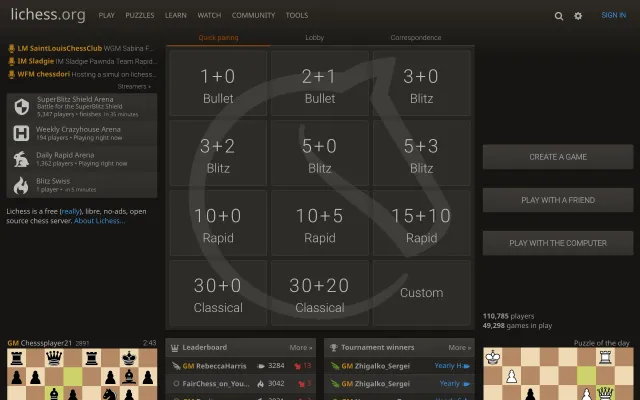 lichess.org PLAY PUZZLES LEARN WATCH COMMUNITY TOOLS SIGN IN
LM SaintLouisChessClub WGM Sabina F...
IM Sladgie IM Sladgie Pawnda Team Rapid...
WFM chessdori Hosting a simul on lichess...
Streamers »
SuperBlitz Shield Arena
Battle for the SuperBlitz Shield
5,347 players • finishes in 35 minutes
Weekly Crazyhouse Arena
194 players • Playing right now
Daily Rapid Arena
1,362 players • Playing right now
Blitz Swiss
1 player • in 5 minutes
Lichess is a free (really), libre, no-ads, open
source chess server. About Lichess...
Quick pairing Lobby Correspondence
1+0 2+1 3+0
Bullet Bullet Blitz
3+2 5+0 5+3
Blitz Blitz Blitz
10+0 10+5 15+10
Rapid Rapid Rapid
30+0 30+20 Custom
Classical Classical
CREATE A GAME
PLAY WITH A FRIEND
PLAY WITH THE COMPUTER
110,785 players
49,298 games in play
GM Chessplayer21 2891 2:43
Leaderboard More »
GM RebeccaHarris 3284 15
FairChess_on_You... 3042
Tournament winners More »
GM Zhigalko_Sergei Yearly H
GM Zhigalko_Sergei Yearly
Puzzle of the day